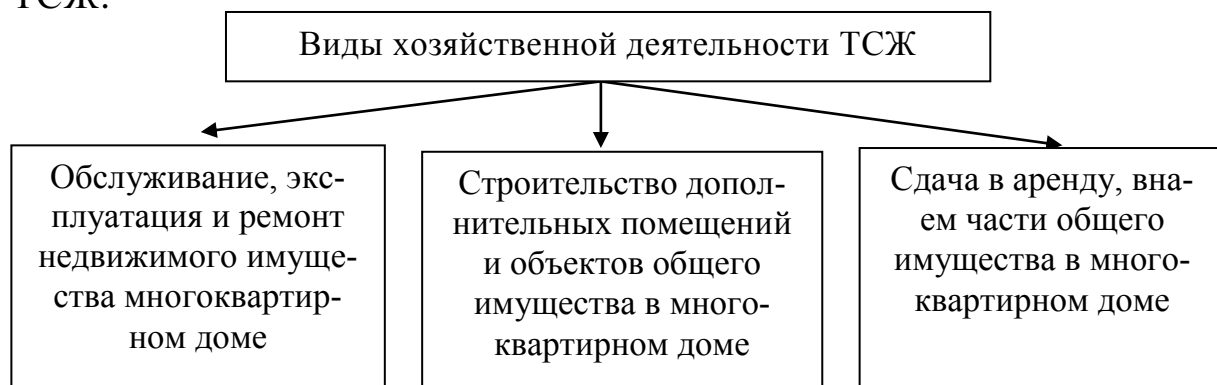 ТСЖ.
Виды хозяйственной деятельности ТСЖ
Обслуживание, экс-
плуатация и ремонт
недвижимого имуще-
ства многоквартир-
ном доме
Строительство допол-
нительных помещений
и объектов общего
имущества в много-
квартирном доме
Сдача в аренду, вна-
ем части общего
имущества в много-
квартирном доме